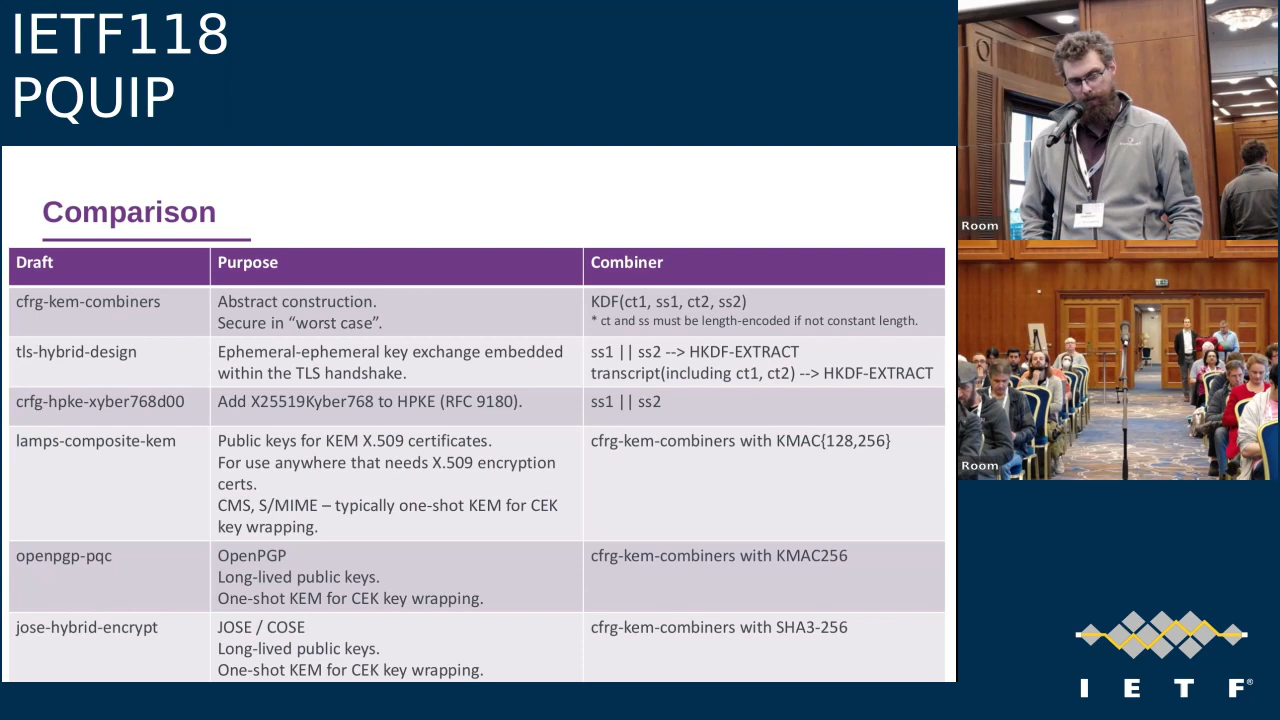 IETF118
PQUIP
Comparison
Draft Purpose Combiner
cfrg-kem-combiners
Abstract construction.
Secure in “worst case”.
KDF(ct1, ss1, ct2, ss2)
* ct and ss must be length-encoded if not constant length.
tls-hybrid-design
Ephemeral-ephemeral key exchange embedded
within the TLS handshake.
ss1 || ss2 --> HKDF-EXTRACT
transcript(including ct1, ct2) --> HKDF-EXTRACT
crfg-hpke-xyber768d00
Add X25519Kyber768 to HPKE (RFC 9180).
ss1 || ss2
lamps-composite-kem
Public keys for KEM X.509 certificates.
For use anywhere that needs X.509 encryption
certs.
CMS, S/MIME – typically one-shot KEM for CEK
key wrapping.
cfrg-kem-combiners with KMAC{128,256}
openpgp-pqc
OpenPGP
Long-lived public keys.
One-shot KEM for CEK key wrapping.
cfrg-kem-combiners with KMAC256
jose-hybrid-encrypt
JOSE / COSE
Long-lived public keys.
One-shot KEM for CEK key wrapping.
cfrg-kem-combiners with SHA3-256
Room
Room
I E T F®